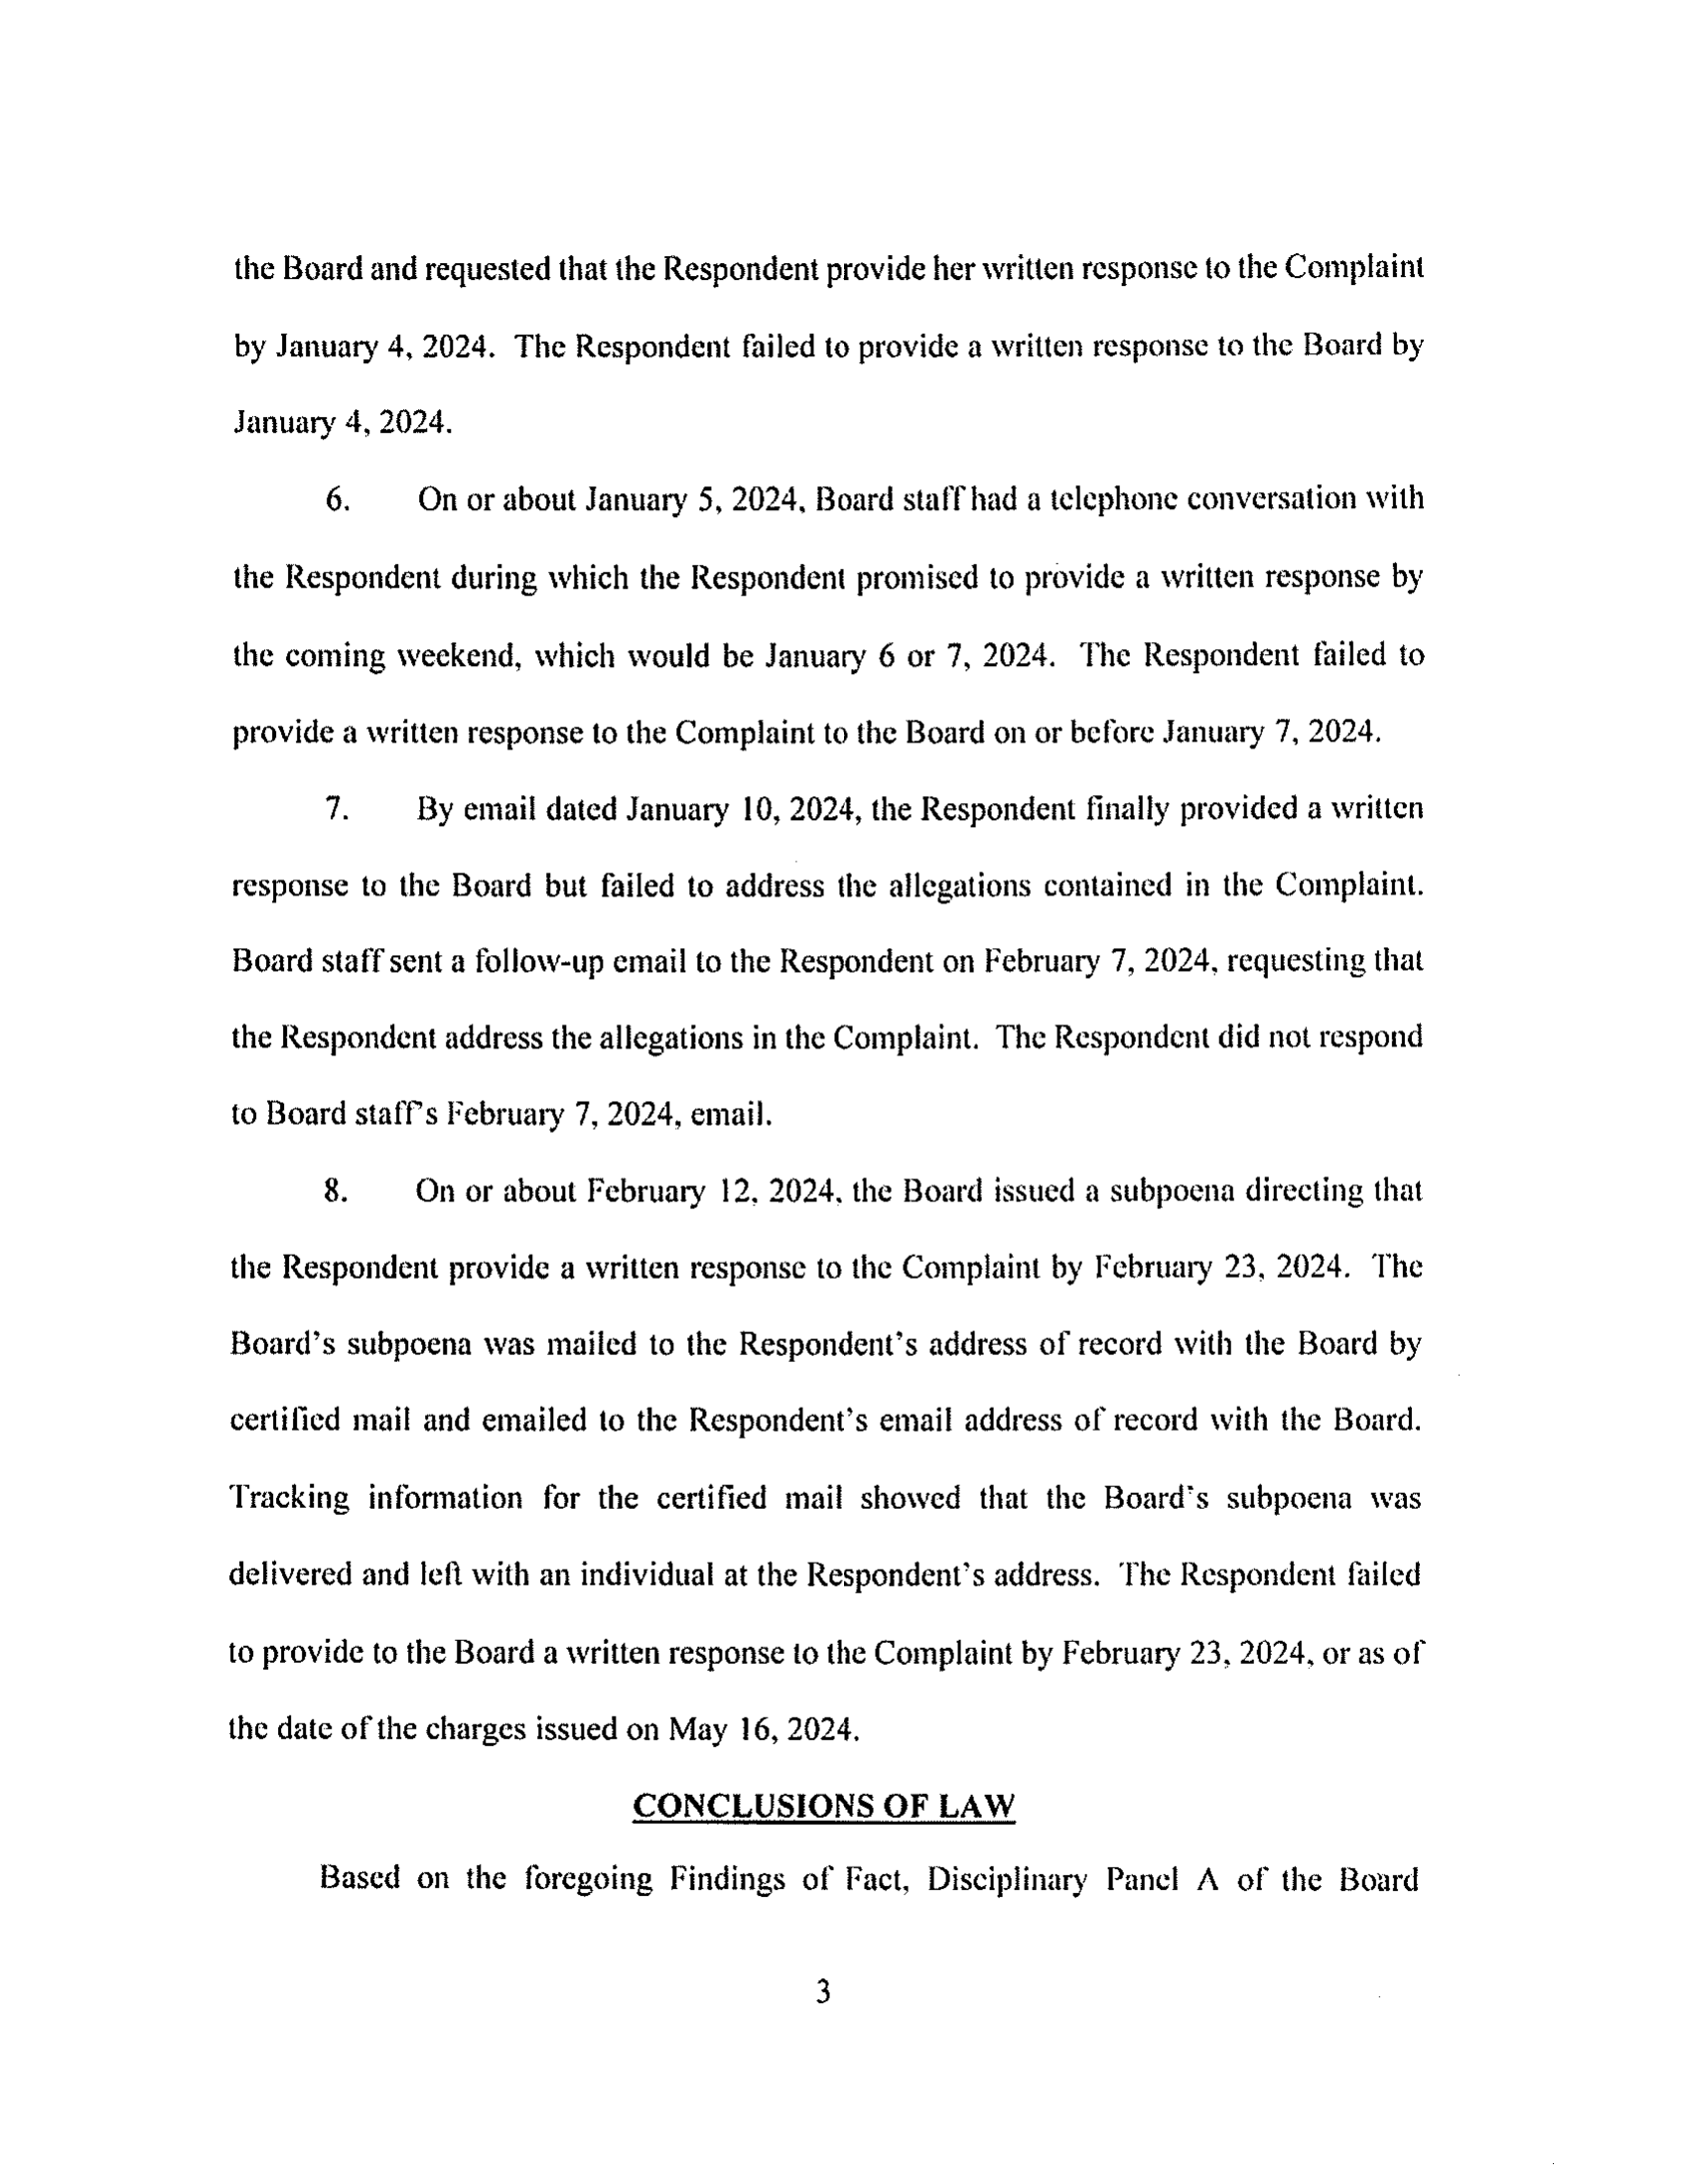 the Board and requested that the Respondent provide her written response to the Complaint
by January 4, 2024. The Respondent failed to provide a written response to the Board by
January 4, 2024.
6. On or about January 5, 2024, Board staff had a telephone conversation with
the Respondent during which the Respondent promised to provide a written response by
the coming weekend, which would be January 6 or 7, 2024. The Respondent failed to
provide a written response to the Complaint to the Board on or before January 7, 2024.
7. By email dated January 10, 2024, the Respondent finally provided a written
response to the Board but failed to address the allegations contained in the Complaint.
Board staff sent a follow-up email to the Respondent on February 7, 2024, requesting that
the Respondent address the allegations in the Complaint. The Respondent did not respond
to Board staff's February 7, 2024, email.
8. On or about February 12, 2024, the Board issued a subpoena directing that
the Respondent provide a written response to the Complaint by February 23, 2024. The
Board's subpoena was mailed to the Respondent's address of record with the Board by
certified mail and emailed to the Respondent's email address of record with the Board.
Tracking information for the certified mail showed that the Board's subpoena was
delivered and left with an individual at the Respondent's address. The Respondent failed
to provide to the Board a written response to the Complaint by February 23, 2024, or as of
the date of the charges issued on May 16, 2024.
CONCLUSIONS OF LAW
Based on the foregoing Findings of Fact, Disciplinary Panel A of the Board
3